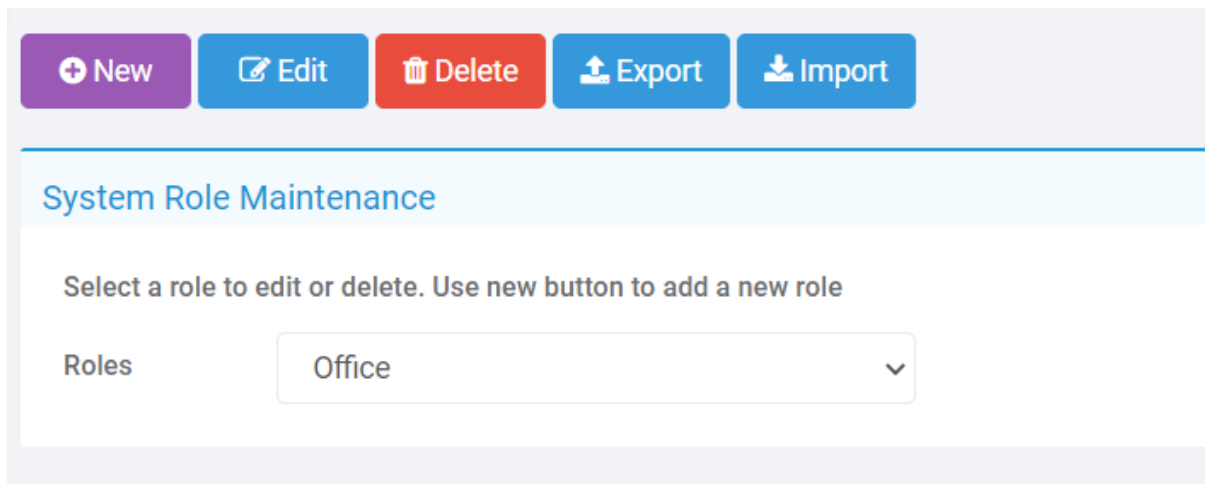 New Edit Delete Export Import
System Role Maintenance
Select a role to edit or delete. Use new button to add a new role
Roles Office